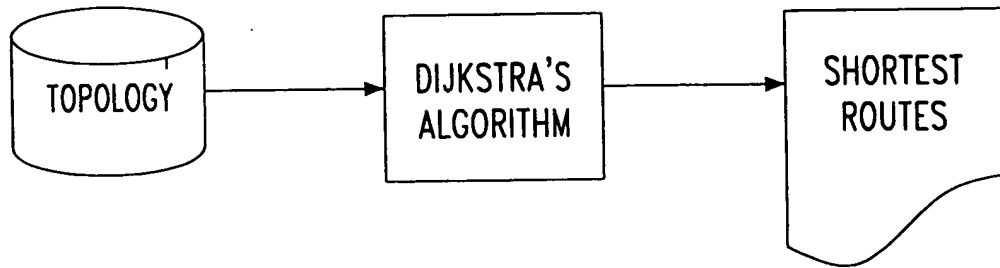 TOPOLOGY
DIJKSTRA'S
ALGORITHM
SHORTEST
ROUTES